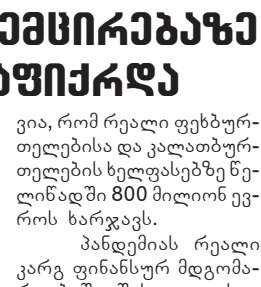 ემცირებაზე
აფიქრდა
ვია, რომ რეალი ფეხბურ-
თელებისა და კალათბურ-
თელების ხელფასებზე წე-
ლიწადში 800 მილიონ ევ-
როს ხარჯავს.
პანდემიას რეალი
კარგ ფინანსურ მდგომა-